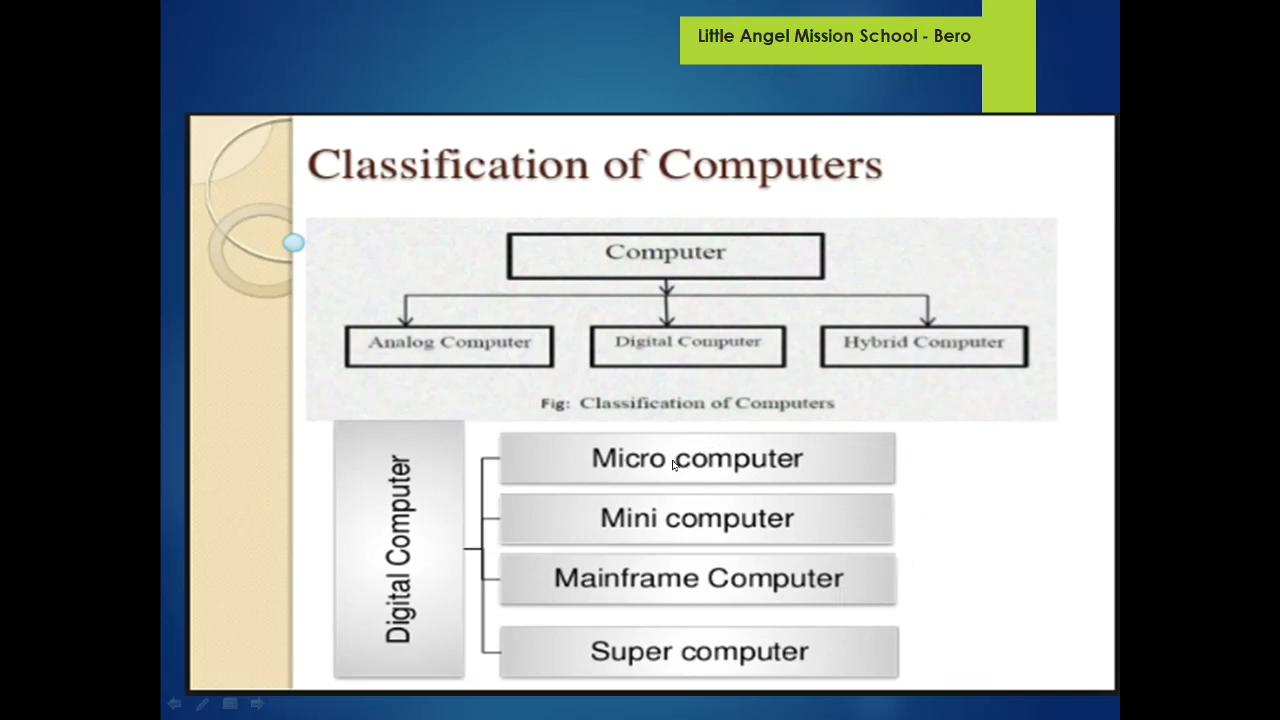 Little Angel Mission School - Bero
Classification of Computers
Computer
Analog Computer
Digital Computer
Hybrid Computer
Fig: Classification of Computers
Digital Computer
Micro computer
Mini computer
Mainframe Computer
Super computer